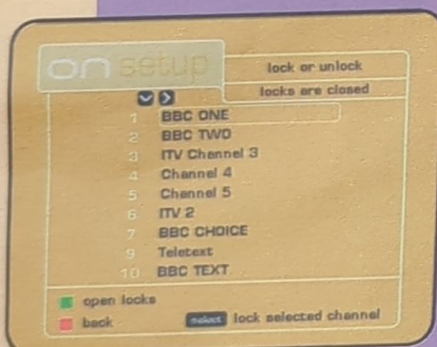 on setup
lock or unlock
locks are closed
1 BBC ONE
2 BBC TWO
3 ITV Channel 3
4 Channel 4
5 Channel 5
6 ITV 2
7 BBC CHOICE
9 Teletext
10 BBC TEXT
open locks
back
select lock selected channel